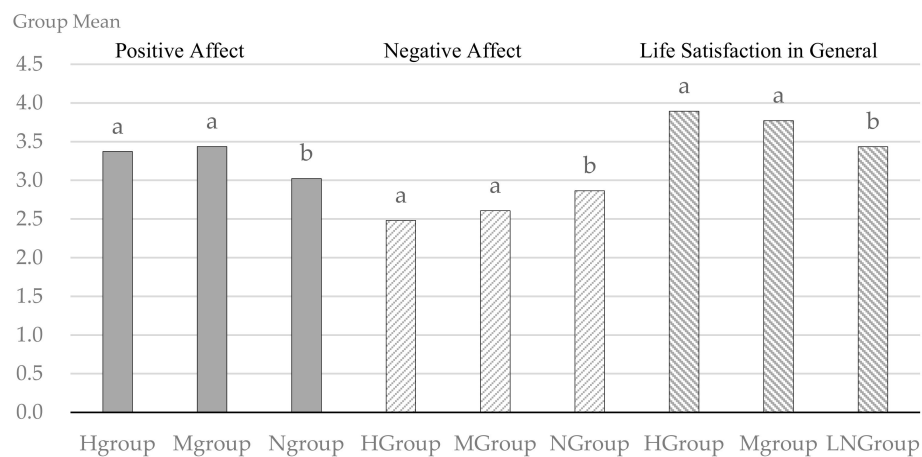 Group Mean
Positive Affect Negative Affect Life Satisfaction in General
4.5
4.0
3.5
3.0
2.5
2.0
1.5
1.0
0.5
0.0
a a b a a b a a b
Hgroup Mgroup Ngroup HGroup MGroup NGroup HGroup Mgroup LNGroup